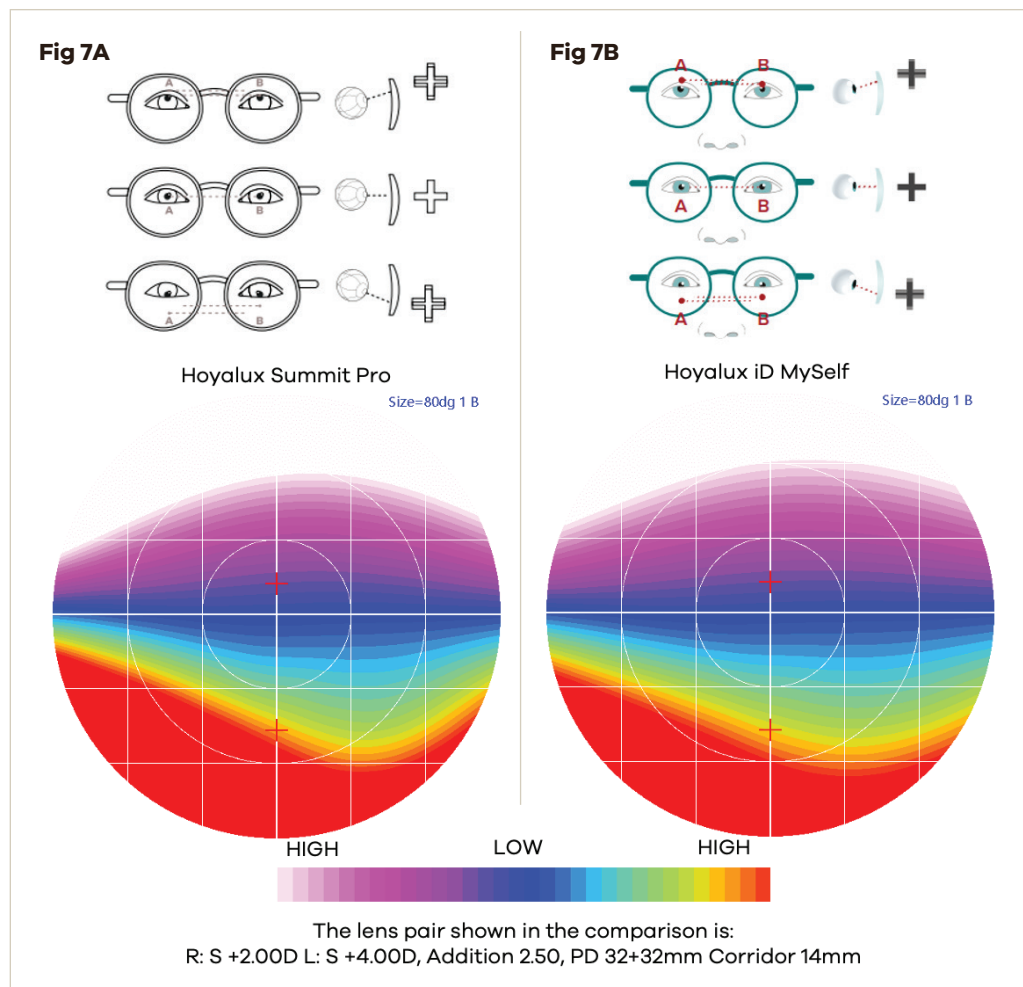 Fig 7A
A B
A B
A B
Hoyalux Summit Pro
Size=80dg 1 B
Fig 7B
A B
A B
A B
Hoyalux iD MySelf
Size=80dg 1 B
HIGH LOW HIGH
The lens pair shown in the comparison is:
R: S +2.00D L: S +4.00D, Addition 2.50, PD 32+32mm Corridor 14mm